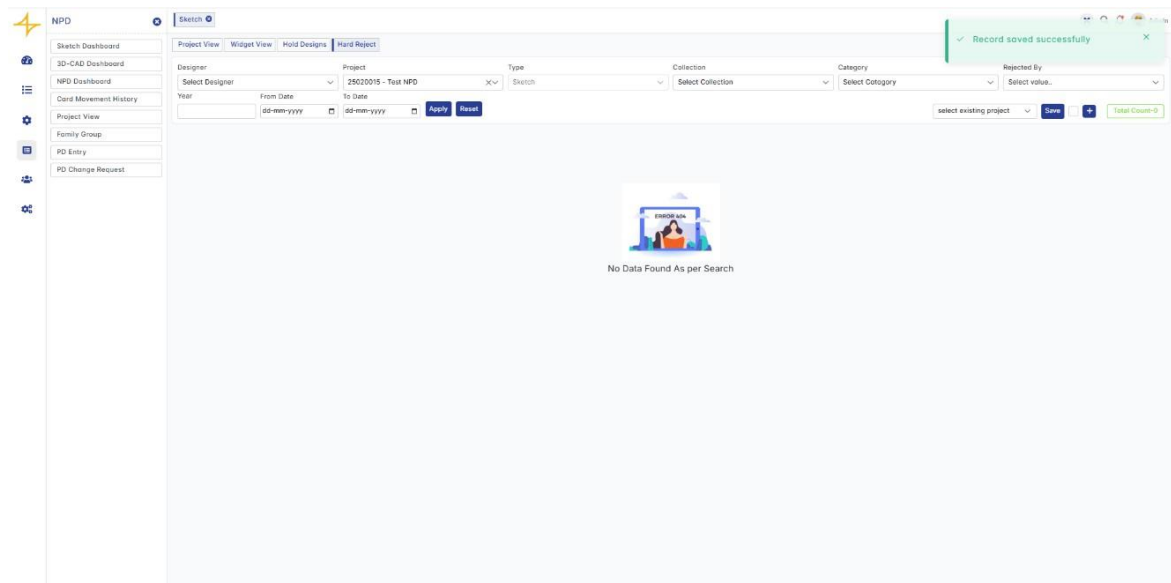 NPD
Sketch
Record saved successfully
Sketch Dashboard
3D-CAD Dashboard
NPD Dashboard
Card Movement History
Project View
Family Group
PD Entry
PD Change Request
Project View Widget View Hold Designs Hard Reject
Designer Project Type Collection Category Rejected By
Select Designer 25020015 - Test NPD Sketch Select Collection Select Catogory Select value..
Year From Date To Date
dd-mm-yyyy dd-mm-yyyy Apply Reset select existing project Save + Total Count-0
ERROR 404
No Data Found As per Search